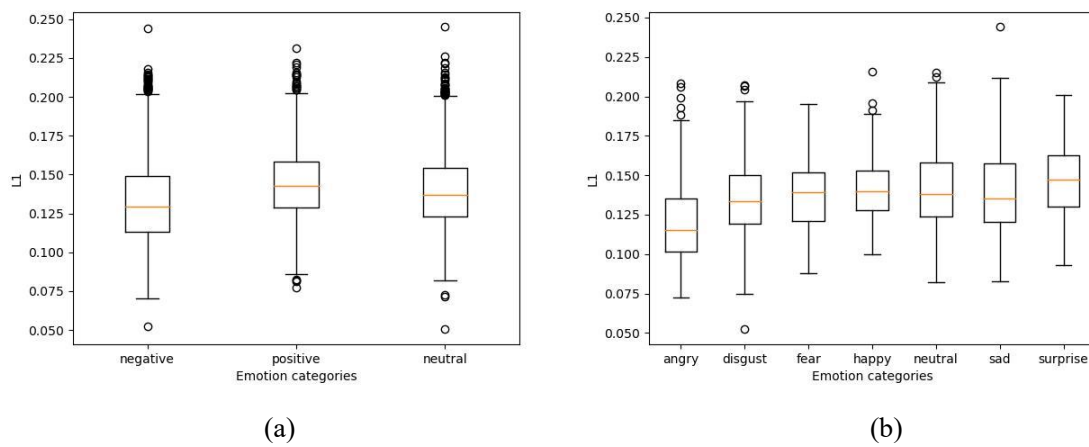 0.250
0.225
0.200
0.175
0.150
0.125
0.100
0.075
0.050
L1
negative positive neutral
Emotion categories
(a)
0.250
0.225
0.200
0.175
0.150
0.125
0.100
0.075
0.050
L1
angry disgust fear happy neutral sad surprise
Emotion categories
(b)